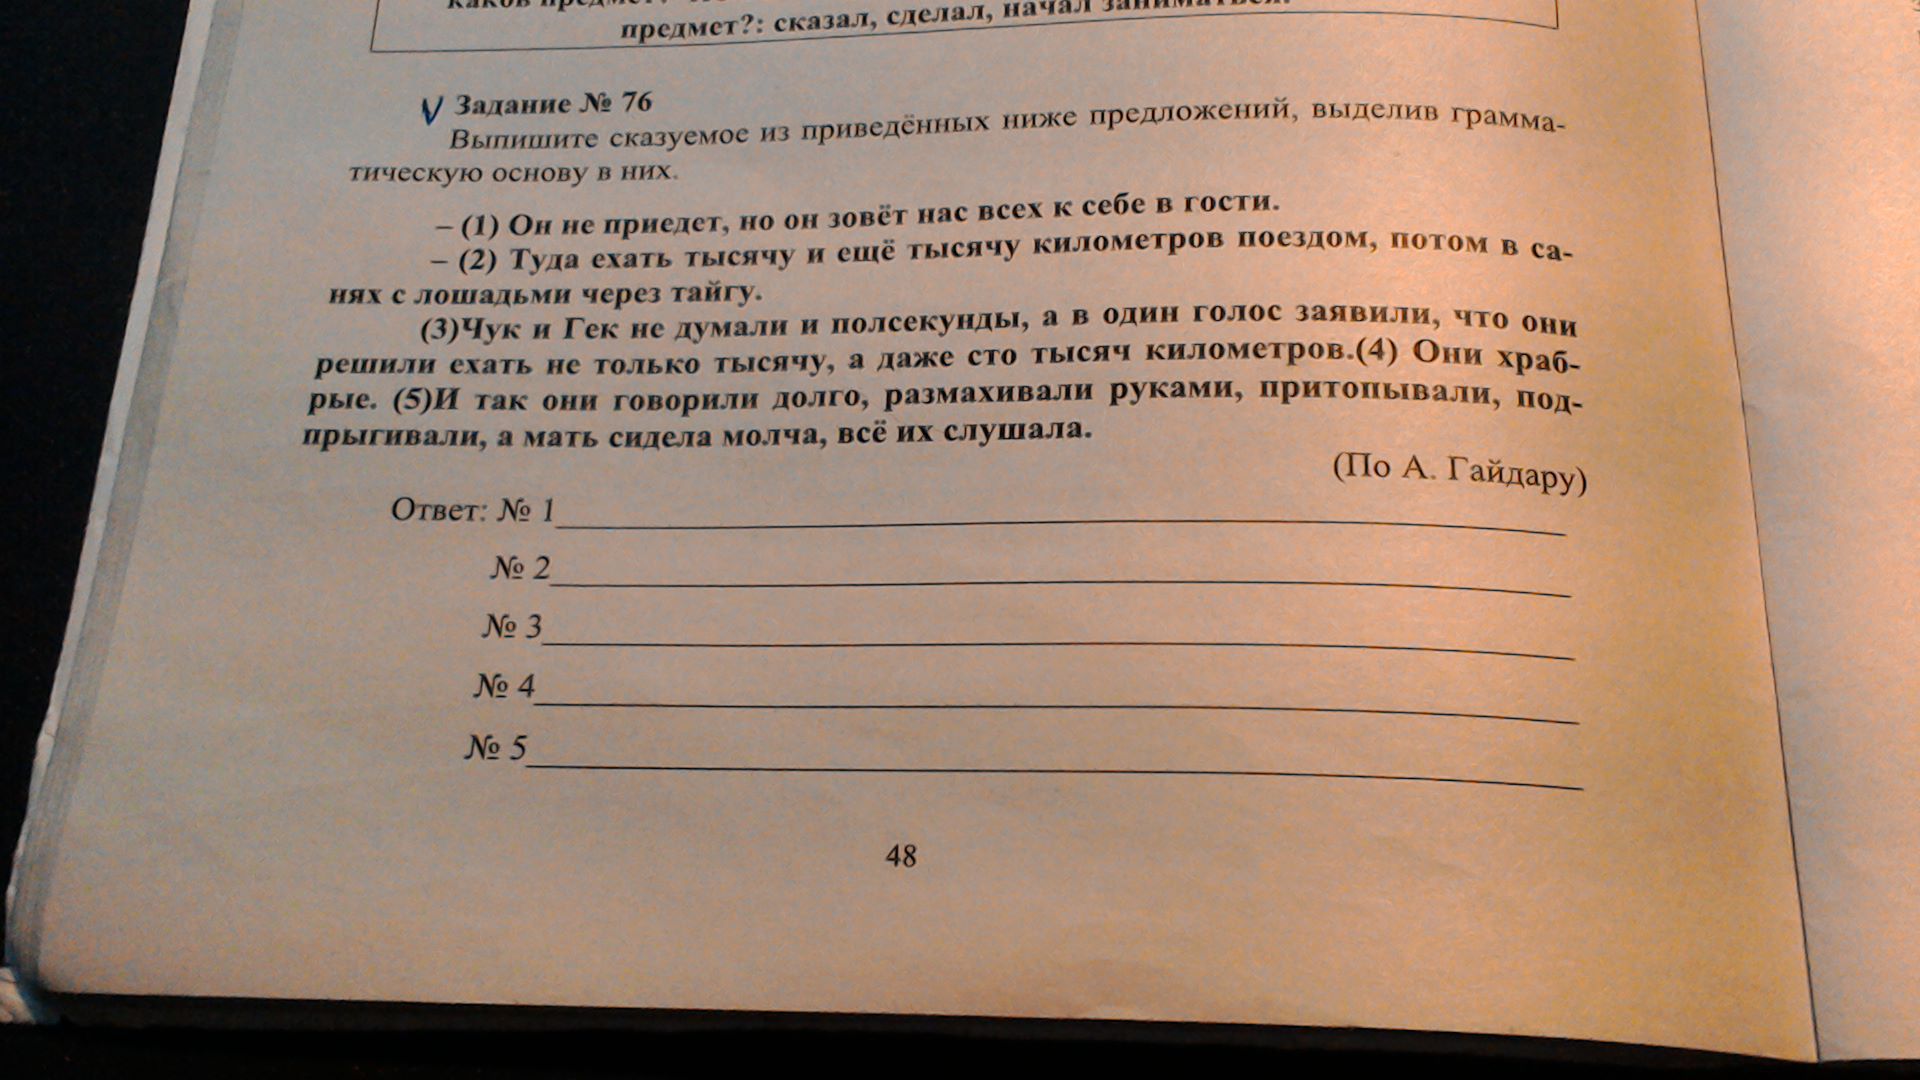 предмет?: сказал, сделал, начал заниматься.
Задание № 76
Выпишите сказуемое из приведённых ниже предложений, выделив грамма-
тическую основу в них.
– (1) Он не приедет, но он зовёт нас всех к себе в гости.
– (2) Туда ехать тысячу и ещё тысячу километров поездом, потом в са-
нях с лошадьми через тайгу.
(3)Чук и Гек не думали и полсекунды, а в один голос заявили, что они
решили ехать не только тысячу, а даже сто тысяч километров.(4) Они храб-
рые. (5)И так они говорили долго, размахивали руками, притопывали, под-
прыгивали, а мать сидела молча, всё их слушала.
(По А. Гайдару)
Ответ: № 1
№ 2
№ 3
№ 4
№ 5
48